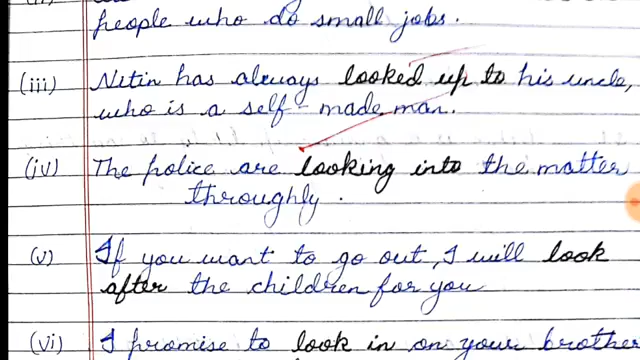 people who do small jobs.
(iii) Nitin has always looked up to his uncle,
who is a self-made man.
(iv) The police are looking into the matter
throughly.
(v) If you want to go out, I will look
after the children for you
(vi) I promise to look in on your brother